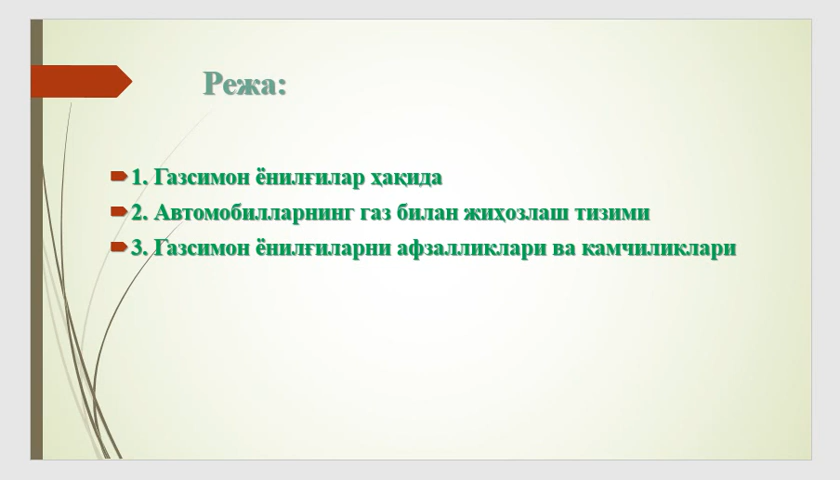 Режа:
1. Газсимон ёнилғилар ҳақида
2. Автомобилларнинг газ билан жиҳозлаш тизими
3. Газсимон ёнилғиларни афзалликлари ва камчиликлари